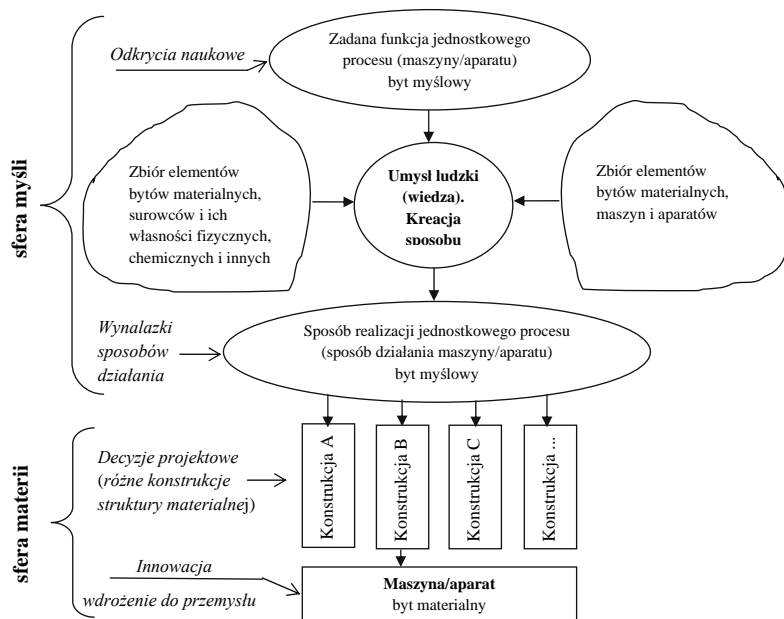 Odkrycia naukowe
Zadana funkcja jednostkowego
procesu (maszyny/aparatu)
byt myślowy
sfera myśli
Zbiór elementów
bytów materialnych,
surowców i ich
własności fizycznych,
chemicznych i innych
Umysł ludzki
(wiedza).
Kreacja
sposobu
Zbiór elementów
bytów materialnych,
maszyn i aparatów
Wynalazki
sposobów
działania
Sposób realizacji jednostkowego procesu
(sposób działania maszyny/aparatu)
byt myślowy
sfera materii
Decyzje projektowe
(różne konstrukcje
struktury materialnej)
Konstrukcja A
Konstrukcja B
Konstrukcja C
Konstrukcja ...
Innowacja
wdrożenie do przemysłu
Maszyna/aparat
byt materialny